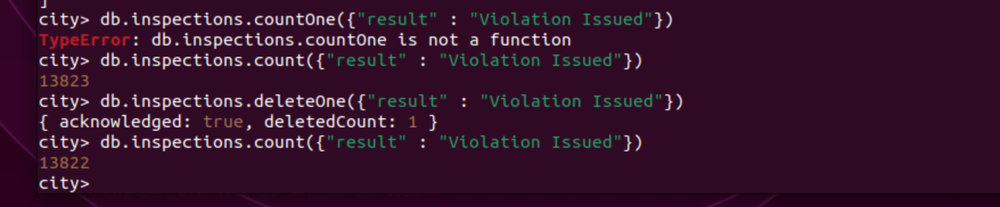 ]
city> db.inspections.countOne({"result" : "Violation Issued"})
TypeError: db.inspections.countOne is not a function
city> db.inspections.count({"result" : "Violation Issued"})
13823
city> db.inspections.deleteOne({"result" : "Violation Issued"})
{ acknowledged: true, deletedCount: 1 }
city> db.inspections.count({"result" : "Violation Issued"})
13822
city>